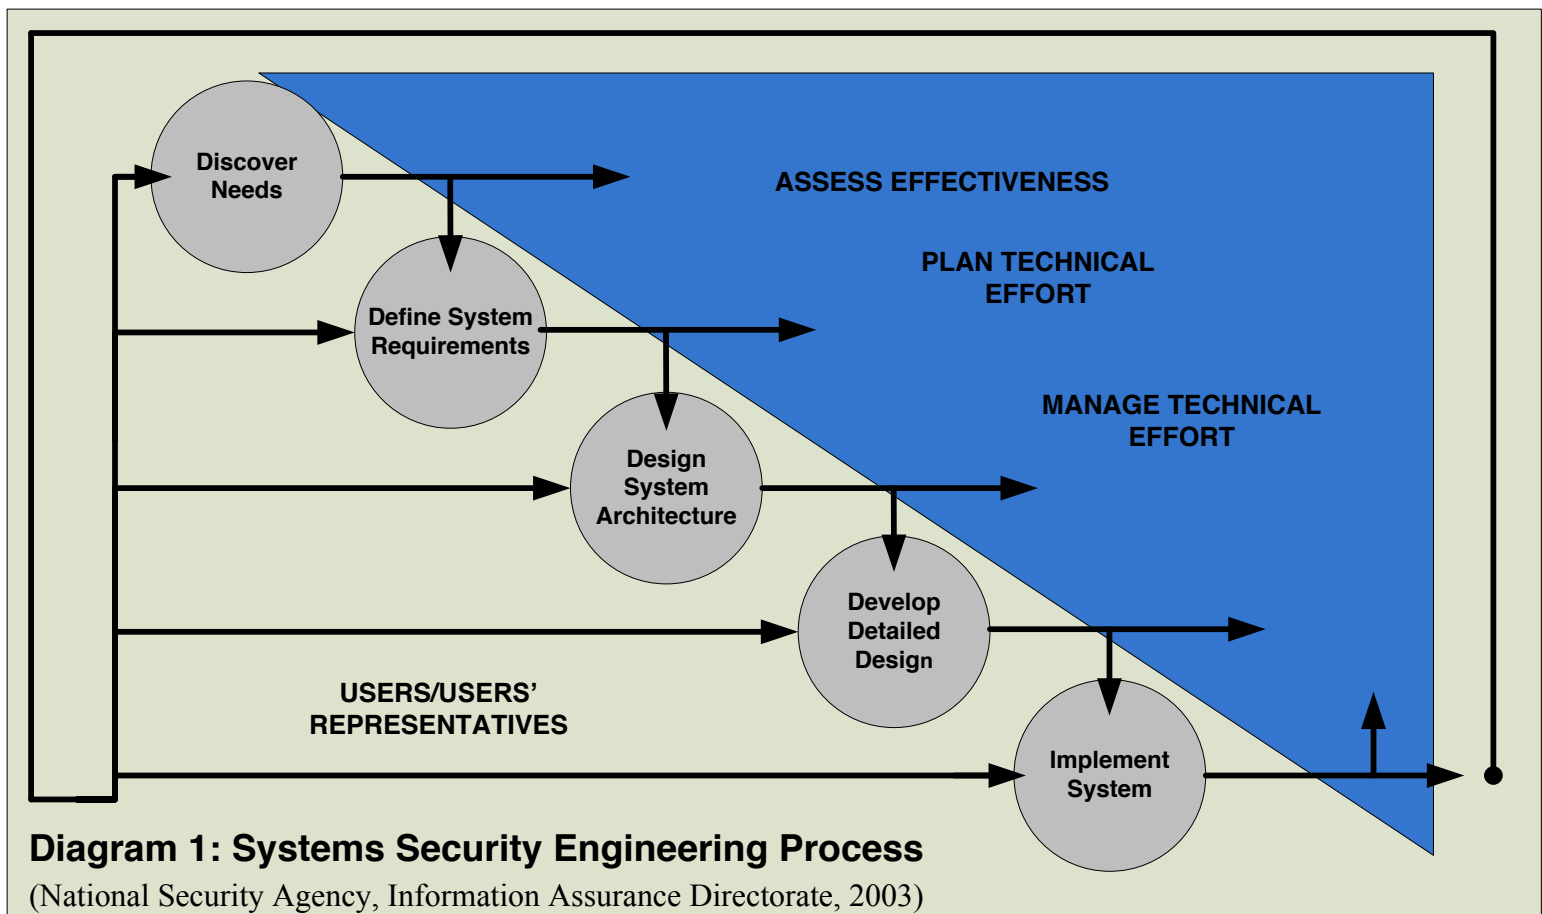 Discover
Needs
ASSESS EFFECTIVENESS
PLAN TECHNICAL
EFFORT
Define System
Requirements
MANAGE TECHNICAL
EFFORT
Design
System
Architecture
Develop
Detailed
Design
USERS/USERS’
REPRESENTATIVES
Implement
System
Diagram 1: Systems Security Engineering Process
(National Security Agency, Information Assurance Directorate, 2003)